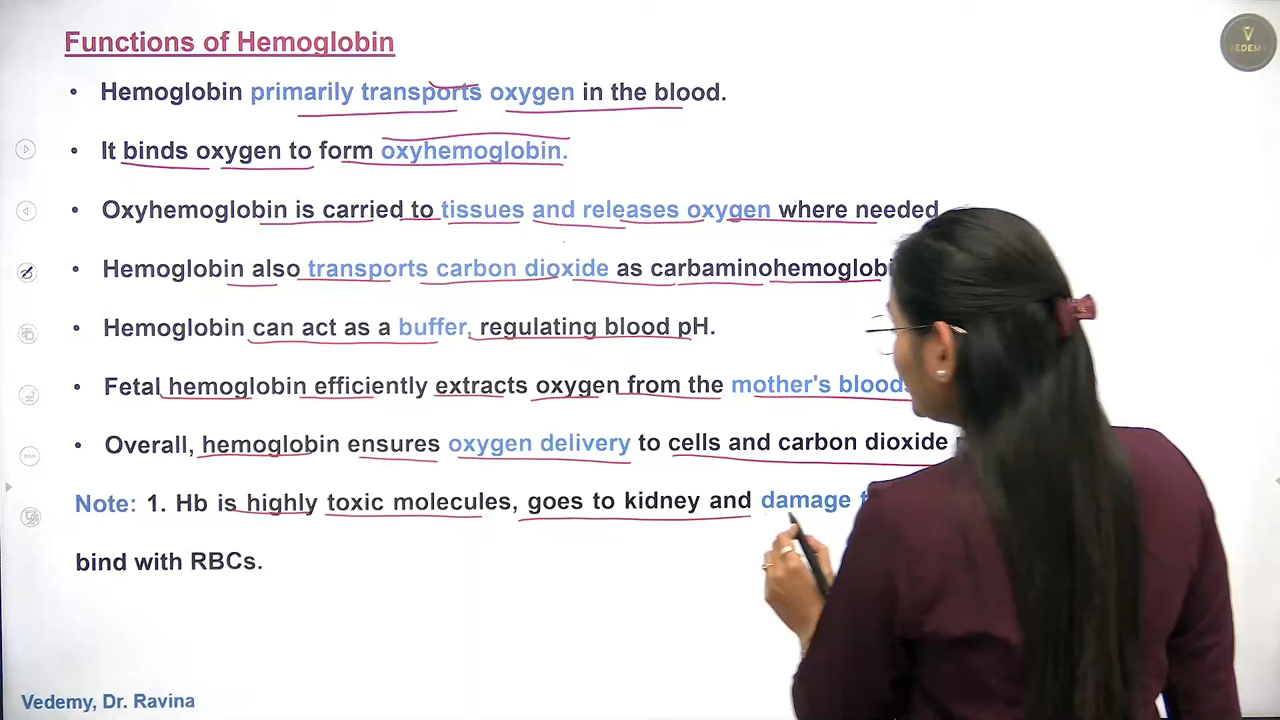 Functions of Hemoglobin
VEDEMY
• Hemoglobin primarily transports oxygen in the blood.
• It binds oxygen to form oxyhemoglobin.
• Oxyhemoglobin is carried to tissues and releases oxygen where needed
• Hemoglobin also transports carbon dioxide as
• Hemoglobin can act as a buffer, regulating blood pH.
• Fetal hemoglobin efficiently extracts oxygen from the mother's blood
• Overall, hemoglobin ensures oxygen delivery to cells and carbon dioxide
Note: 1. Hb is highly toxic molecules, goes to kidney and damage
bind with RBCs.
Vedemy, Dr. Ravina